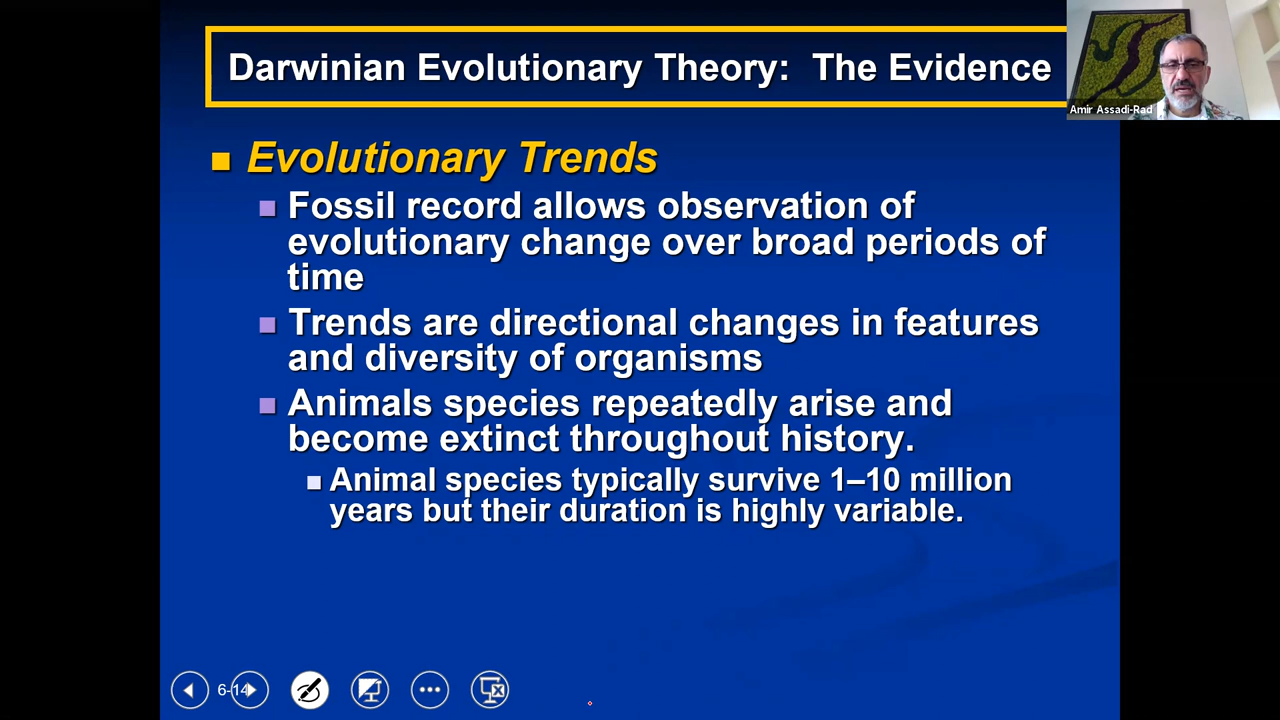 Darwinian Evolutionary Theory:  The Evidence
Amir Assadi-Rad
Evolutionary Trends
Fossil record allows observation of
evolutionary change over broad periods of
time
Trends are directional changes in features
and diversity of organisms
Animals species repeatedly arise and
become extinct throughout history.
Animal species typically survive 1–10 million
years but their duration is highly variable.
6-14